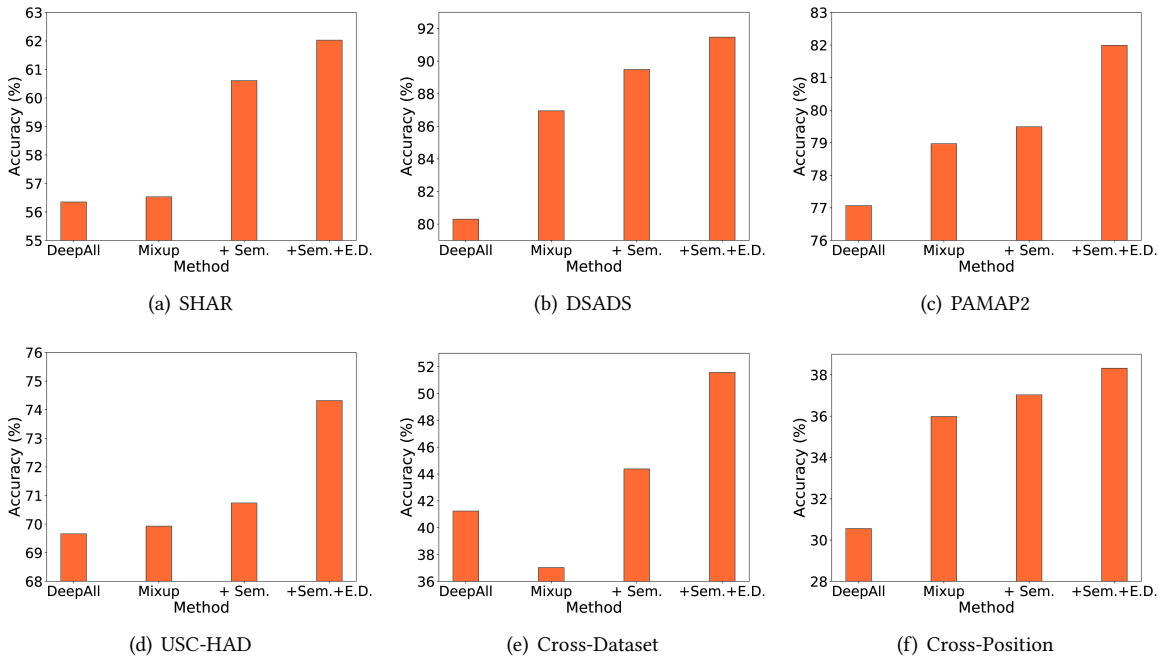 63
62
61
60
59
58
57
56
55
Accuracy (%)
DeepAll Mixup + Sem. +Sem.+E.D.
Method
(a) SHAR
92
90
88
86
84
82
80
Accuracy (%)
DeepAll Mixup + Sem. +Sem.+E.D.
Method
(b) DSADS
83
82
81
80
79
78
77
76
Accuracy (%)
DeepAll Mixup + Sem. +Sem.+E.D.
Method
(c) PAMAP2
76
75
74
73
72
71
70
69
68
Accuracy (%)
DeepAll Mixup + Sem. +Sem.+E.D.
Method
(d) USC-HAD
52
50
48
46
44
42
40
38
36
Accuracy (%)
DeepAll Mixup + Sem. +Sem.+E.D.
Method
(e) Cross-Dataset
38
36
34
32
30
28
Accuracy (%)
DeepAll Mixup + Sem. +Sem.+E.D.
Method
(f) Cross-Position